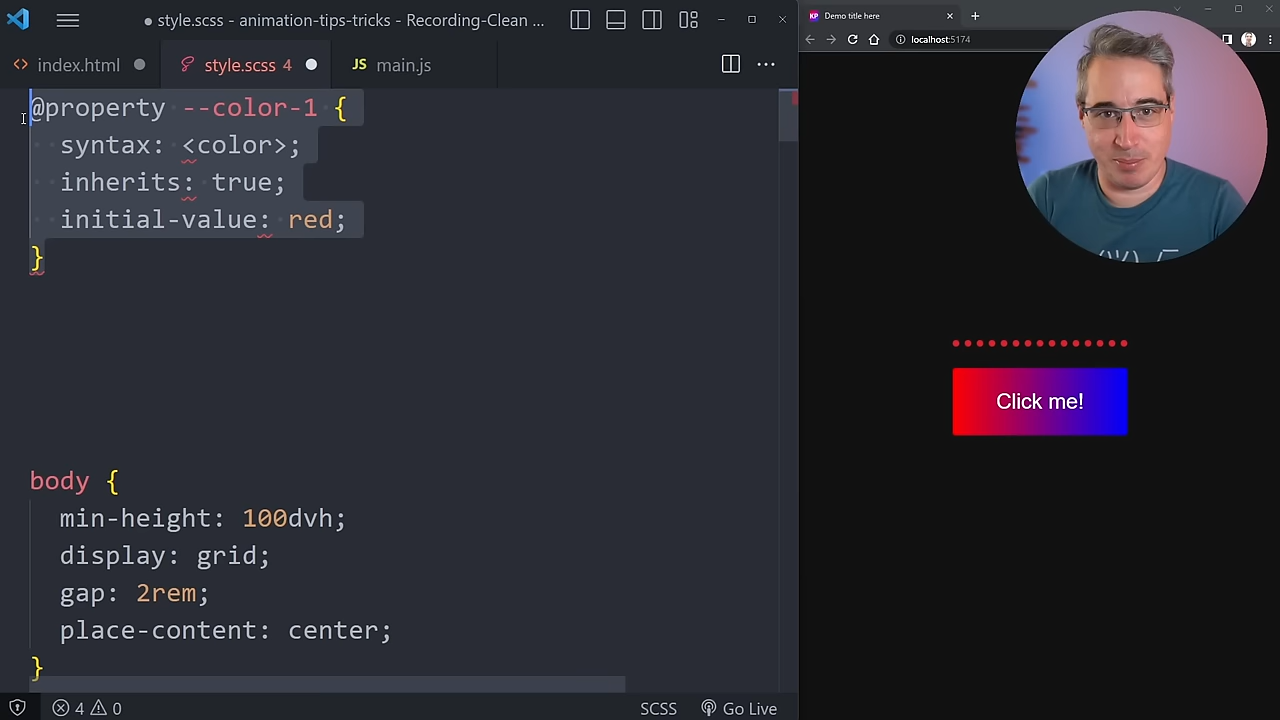 ● style.scss - animation-tips-tricks - Recording-Clean ...
index.html
style.scss 4
JS main.js
@property --color-1 {
syntax: <color>;
inherits: true;
initial-value: red;
}
body {
min-height: 100dvh;
display: grid;
gap: 2rem;
place-content: center;
}
4 0
SCSS
Go Live
KP Demo title here
localhost:5174
Click me!